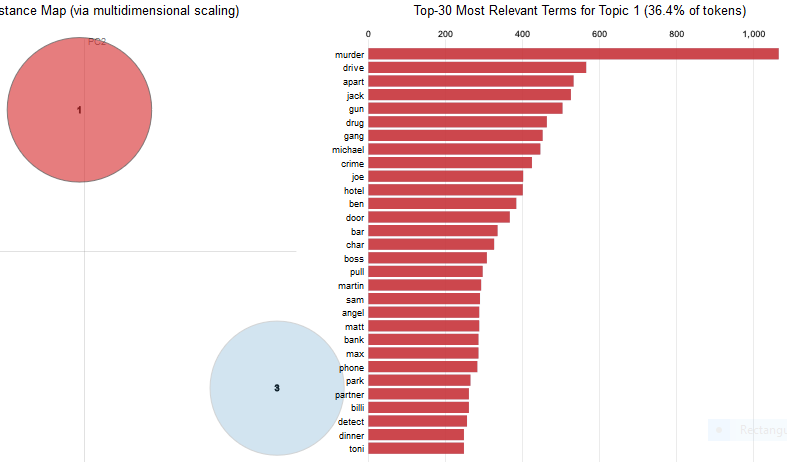 stance Map (via multidimensional scaling)
PC2
1
3
Top-30 Most Relevant Terms for Topic 1 (36.4% of tokens)
0 200 400 600 800 1,000
murder
drive
apart
jack
gun
drug
gang
michael
crime
joe
hotel
ben
door
bar
char
boss
pull
martin
sam
angel
matt
bank
max
phone
park
partner
billi
detect
dinner
toni
Rectangu